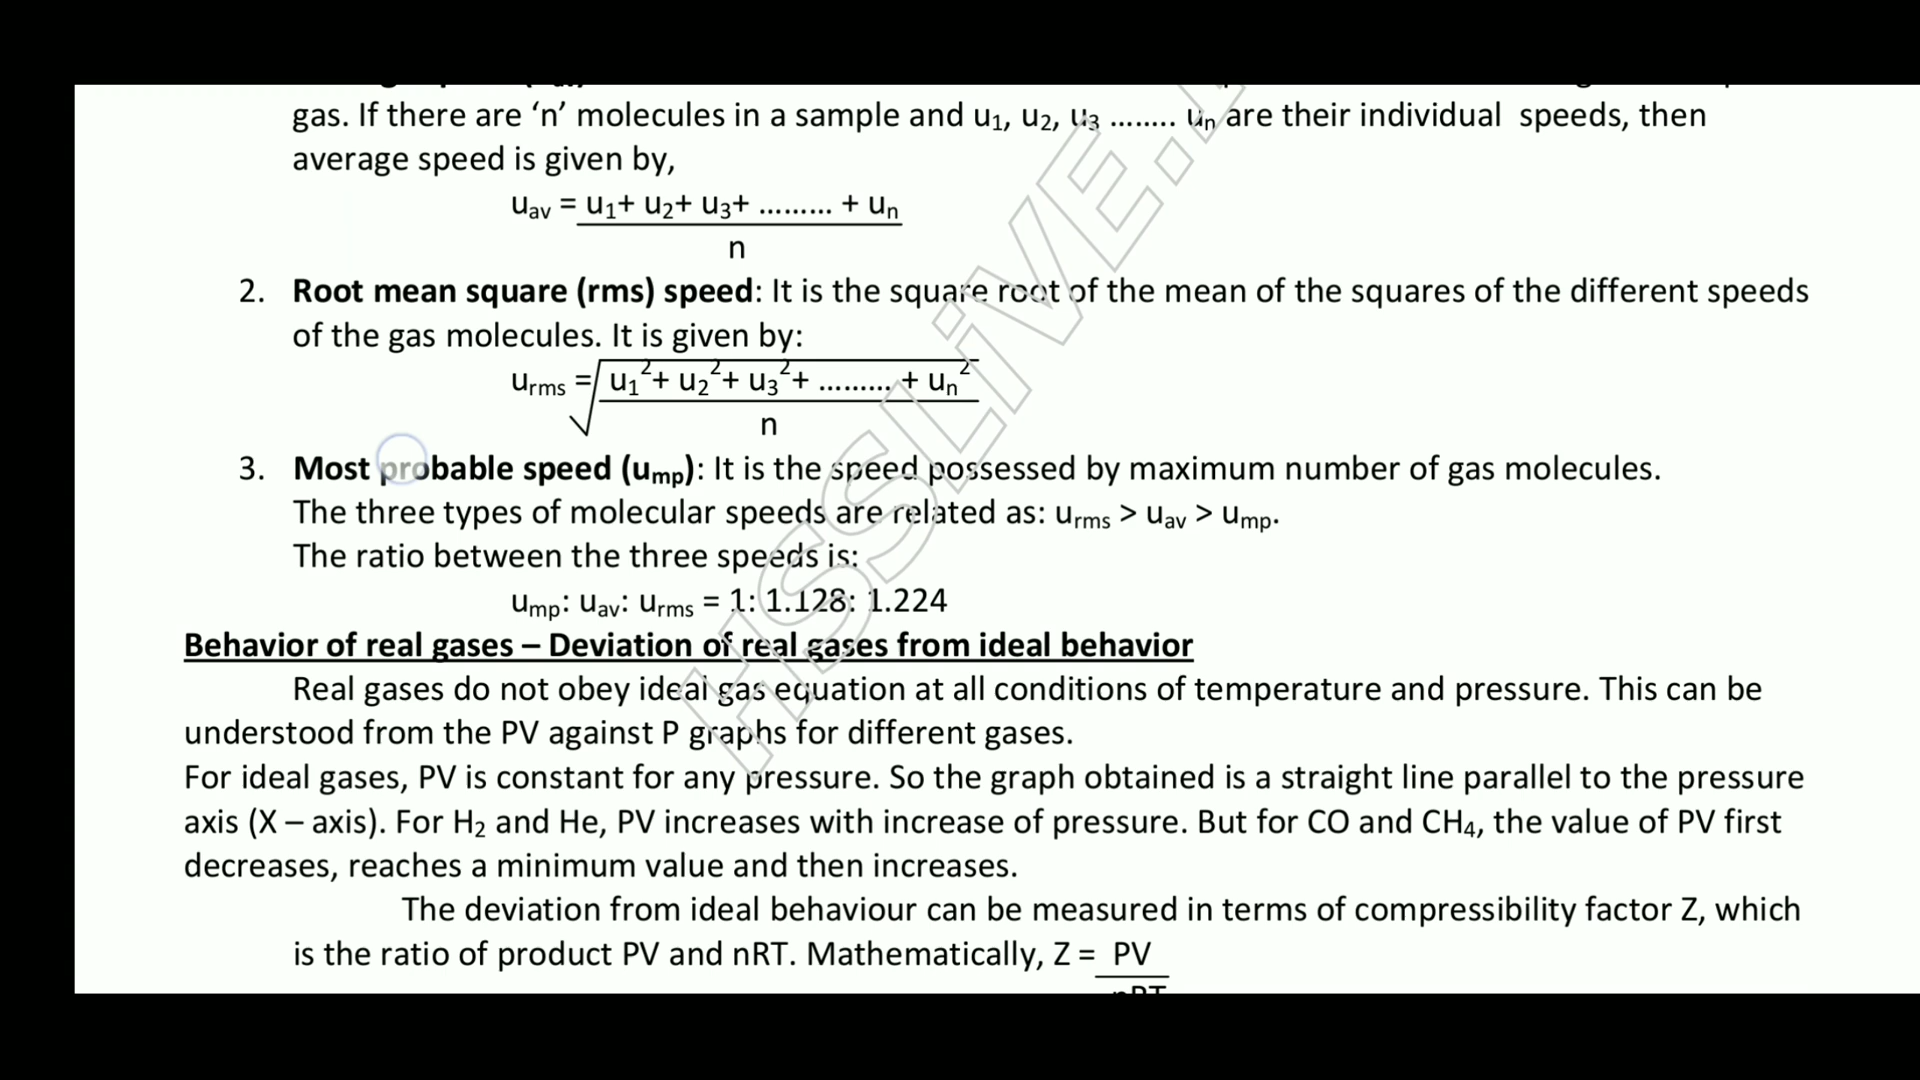 gas. If there are ‘n’ molecules in a sample and u1, u2, u3 ........ un are their individual speeds, then
average speed is given by,
uav = u1+ u2+ u3+ ......... + un
n
2. Root mean square (rms) speed: It is the square root of the mean of the squares of the different speeds
of the gas molecules. It is given by:
urms = √ u1²+ u2²+ u3²+ ......... + un²
n
3. Most probable speed (ump): It is the speed possessed by maximum number of gas molecules.
The three types of molecular speeds are related as: urms > uav > ump.
The ratio between the three speeds is:
ump: uav: urms = 1: 1.128: 1.224
Behavior of real gases – Deviation of real gases from ideal behavior
Real gases do not obey ideal gas equation at all conditions of temperature and pressure. This can be
understood from the PV against P graphs for different gases.
For ideal gases, PV is constant for any pressure. So the graph obtained is a straight line parallel to the pressure
axis (X – axis). For H2 and He, PV increases with increase of pressure. But for CO and CH4, the value of PV first
decreases, reaches a minimum value and then increases.
The deviation from ideal behaviour can be measured in terms of compressibility factor Z, which
is the ratio of product PV and nRT. Mathematically, Z = PV
HSSLiVE.